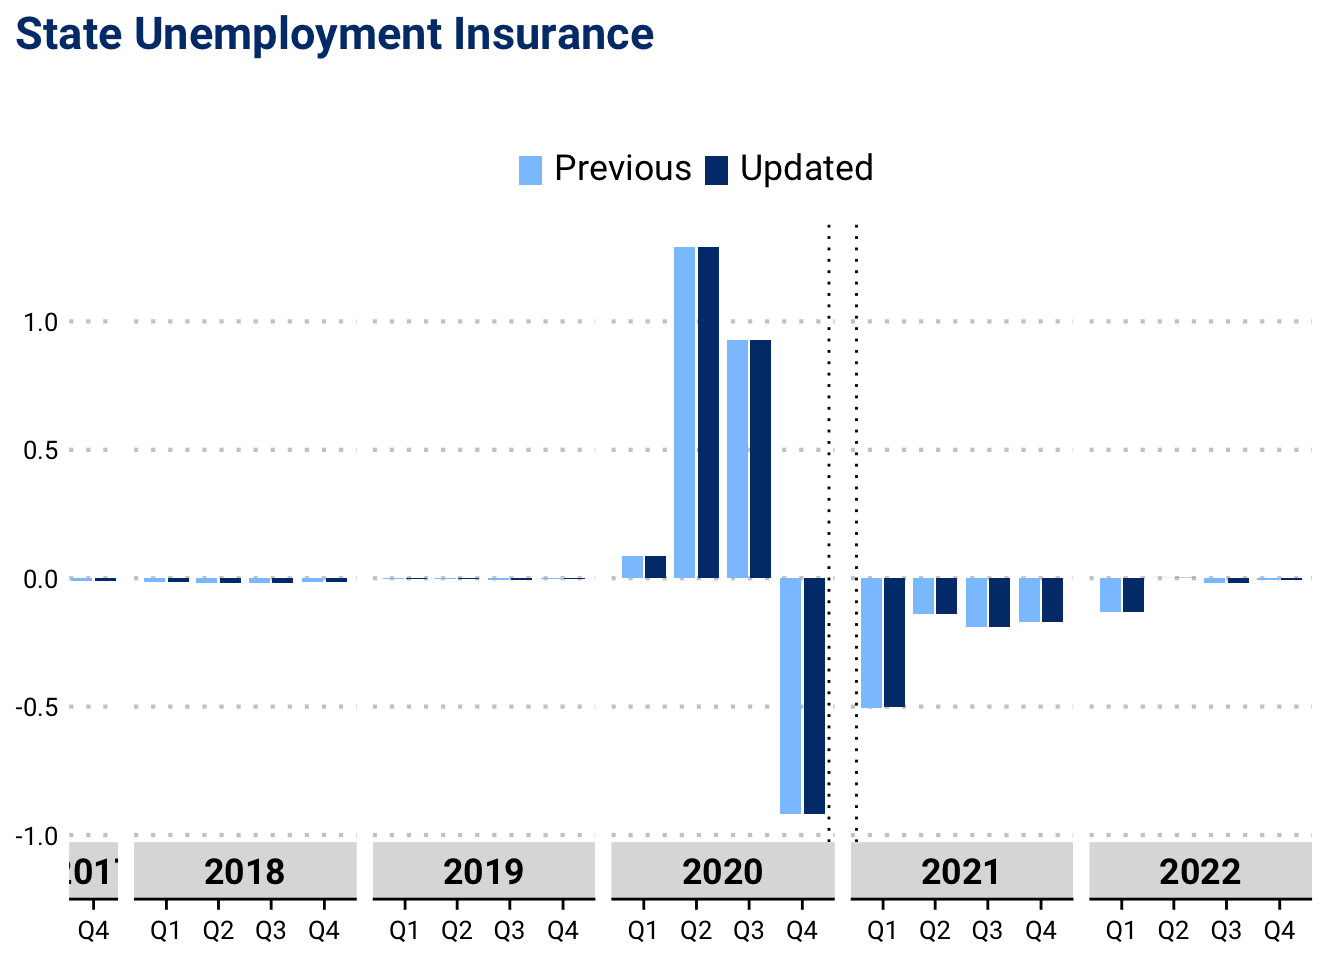 State Unemployment Insurance
Previous Updated
1.0
0.5
0.0
-0.5
-1.0
2018 2019 2020 2021 2022
Q4 Q1 Q2 Q3 Q4 Q1 Q2 Q3 Q4 Q1 Q2 Q3 Q4 Q1 Q2 Q3 Q4 Q1 Q2 Q3 Q4